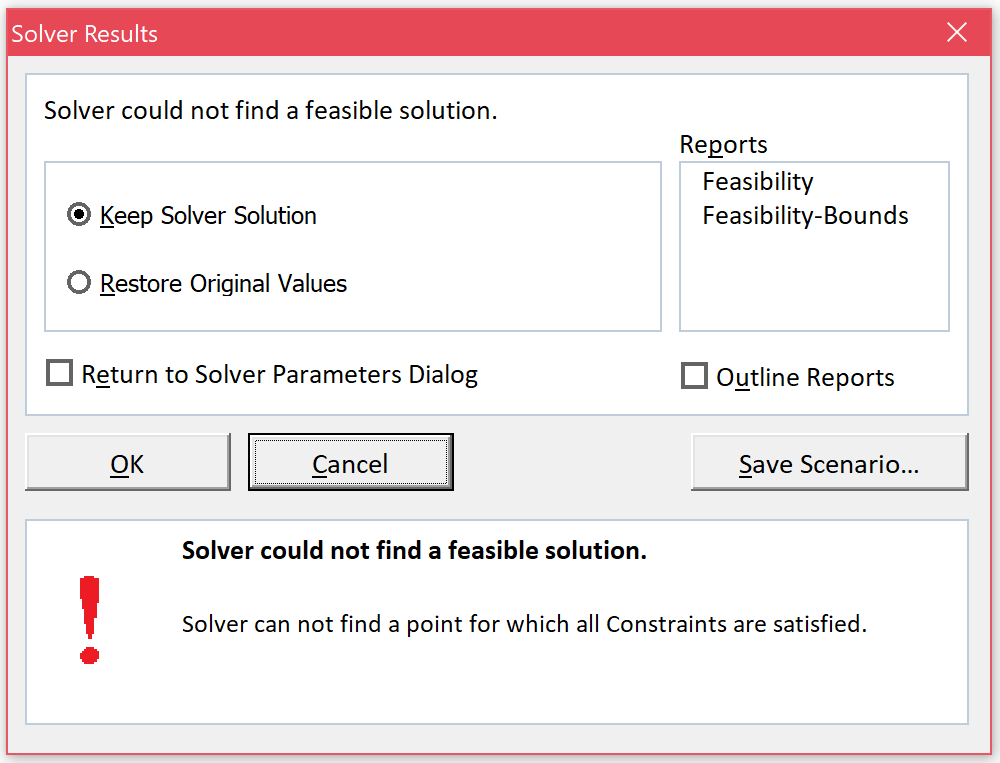 Solver Results
Solver could not find a feasible solution.
Keep Solver Solution
Restore Original Values
Reports
Feasibility
Feasibility-Bounds
Return to Solver Parameters Dialog
Outline Reports
OK
Cancel
Save Scenario...
Solver could not find a feasible solution.
Solver can not find a point for which all Constraints are satisfied.